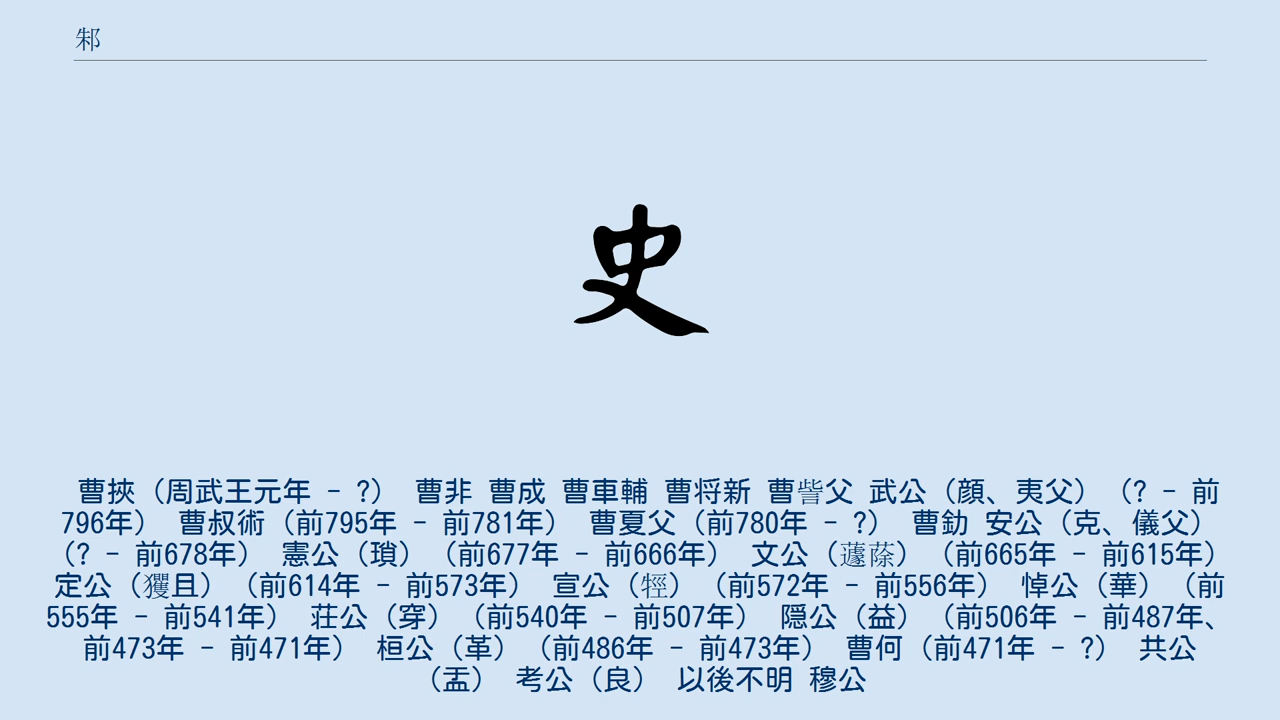 邾
史
曹挾（周武王元年 - ?） 曹非 曹成 曹車輔 曹将新 曹訾父 武公（顔、夷父）（? - 前
796年） 曹叔術（前795年 - 前781年） 曹夏父（前780年 - ?） 曹釛 安公（克、儀父）
（? - 前678年） 憲公（瑣）（前677年 - 前666年） 文公（蘧蒢）（前665年 - 前615年）
定公（貜且）（前614年 - 前573年） 宣公（牼）（前572年 - 前556年） 悼公（華）（前
555年 - 前541年） 荘公（穿）（前540年 - 前507年） 隠公（益）（前506年 - 前487年、
前473年 - 前471年） 桓公（革）（前486年 - 前473年） 曹何（前471年 - ?） 共公
（盂） 考公（良） 以後不明 穆公